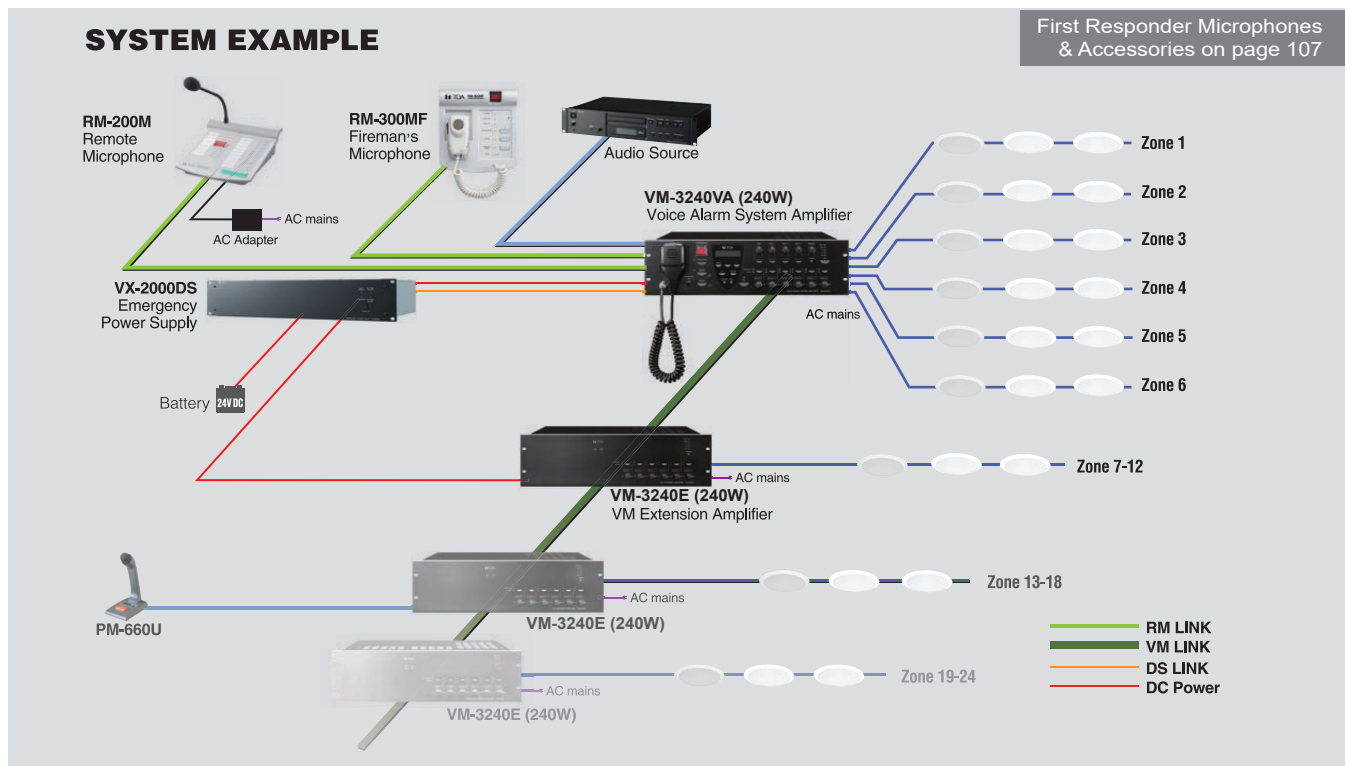 SYSTEM EXAMPLE
First Responder Microphones
& Accessories on page 107
RM-200M
Remote
Microphone
AC mains
AC Adapter
RM-300MF
Fireman's
Microphone
TOA
Audio Source
VM-3240VA (240W)
Voice Alarm System Amplifier
AC mains
Zone 1
Zone 2
Zone 3
Zone 4
Zone 5
Zone 6
VX-2000DS
Emergency
Power Supply
Battery
24V DC
AC mains
VM-3240E (240W)
VM Extension Amplifier
Zone 7-12
PM-660U
AC mains
VM-3240E (240W)
Zone 13-18
AC mains
VM-3240E (240W)
Zone 19-24
RM LINK
VM LINK
DS LINK
DC Power